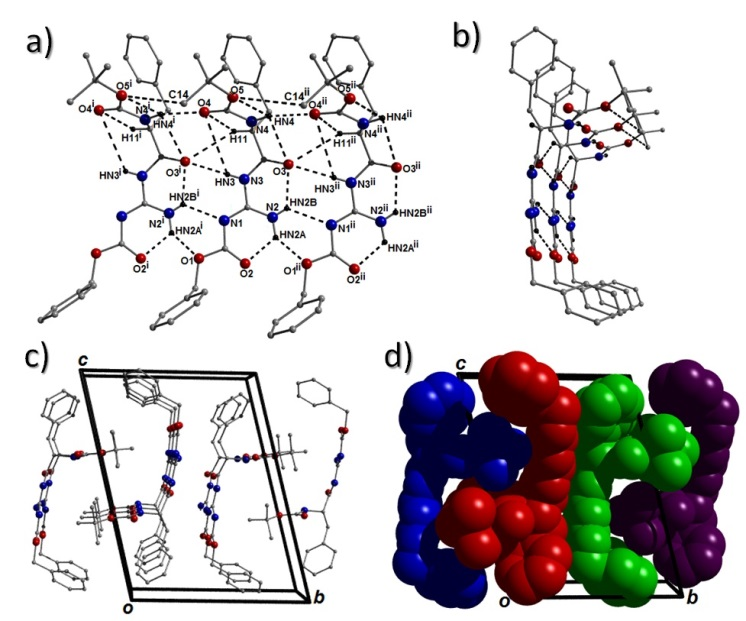 a)
b)
O5ⁱ C14 O5 C14ⁱⁱ O5ⁱⁱ
O4ⁱ N4ⁱ O4 O4ⁱⁱ
HN4ⁱ HN4 HN4ⁱⁱ
H11ⁱ H11 N4 H11ⁱⁱ N4ⁱⁱ
O3ⁱ O3 O3ⁱⁱ
HN3ⁱ HN3 N3 HN3ⁱⁱ N3ⁱⁱ
HN2Bⁱ HN2B HN2Bⁱⁱ
N2ⁱ N1 N2 N1ⁱⁱ N2ⁱⁱ
HN2Aⁱ HN2A HN2Aⁱⁱ
O2ⁱ O1 O2 O1ⁱⁱ O2ⁱⁱ
c)
c
o
b
d)
c
o
b